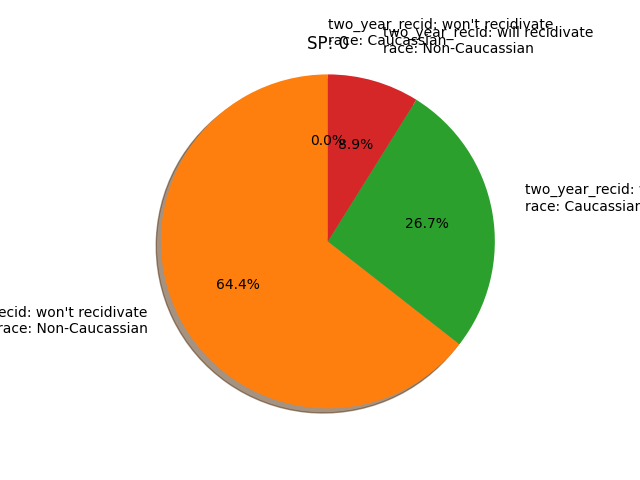 two_year_recid: won't recidivate
race: Caucassian
two_year_recid: will recidivate
race: Non-Caucassian
SP: 0
0.0%
8.9%
two_year_recid:
race: Caucassian
26.7%
64.4%
recid: won't recidivate
race: Non-Caucassian